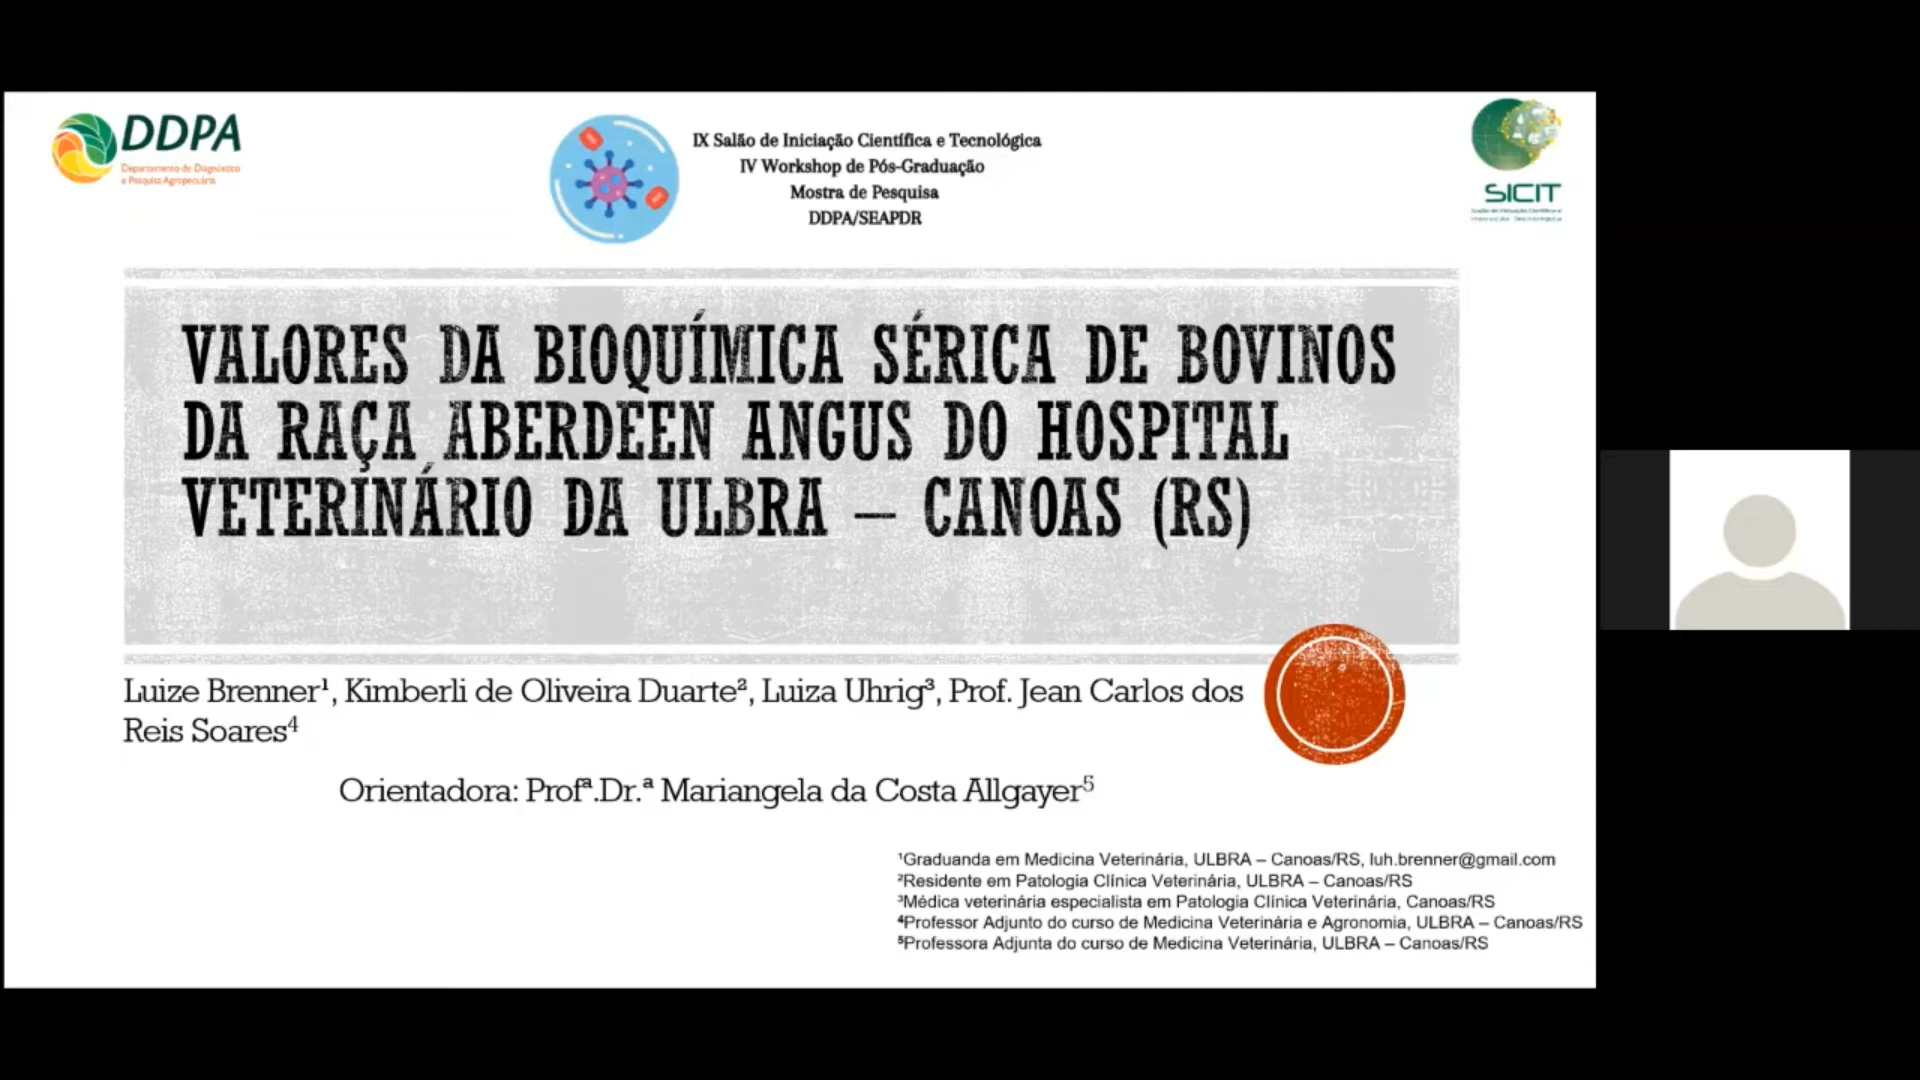 DDPA
Departamento de Diagnóstico
e Pesquisa Agropecuária
IX Salão de Iniciação Científica e Tecnológica
IV Workshop de Pós-Graduação
Mostra de Pesquisa
DDPA/SEAPDR
SICIT
VALORES DA BIOQUÍMICA SÉRICA DE BOVINOS
DA RAÇA ABERDEEN ANGUS DO HOSPITAL
VETERINÁRIO DA ULBRA – CANOAS (RS)
Luize Brenner¹, Kimberli de Oliveira Duarte², Luiza Uhrig³, Prof. Jean Carlos dos
Reis Soares⁴
Orientadora: Profª.Dr.ª Mariangela da Costa Allgayer⁵
¹Graduanda em Medicina Veterinária, ULBRA – Canoas/RS, luh.brenner@gmail.com
²Residente em Patologia Clínica Veterinária, ULBRA – Canoas/RS
³Médica veterinária especialista em Patologia Clínica Veterinária, Canoas/RS
⁴Professor Adjunto do curso de Medicina Veterinária e Agronomia, ULBRA – Canoas/RS
⁵Professora Adjunta do curso de Medicina Veterinária, ULBRA – Canoas/RS